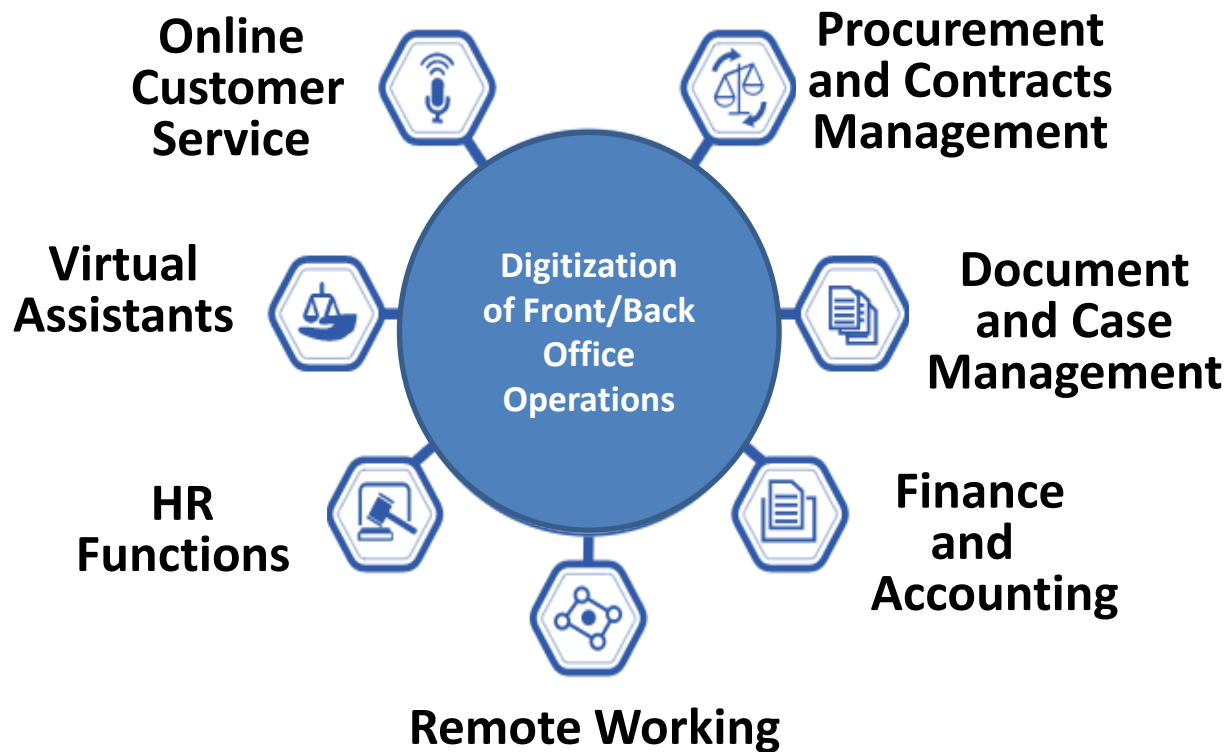 Online
Customer
Service
Procurement
and Contracts
Management
Virtual
Assistants
Digitization
of Front/Back
Office
Operations
Document
and Case
Management
HR
Functions
Finance
and
Accounting
Remote Working